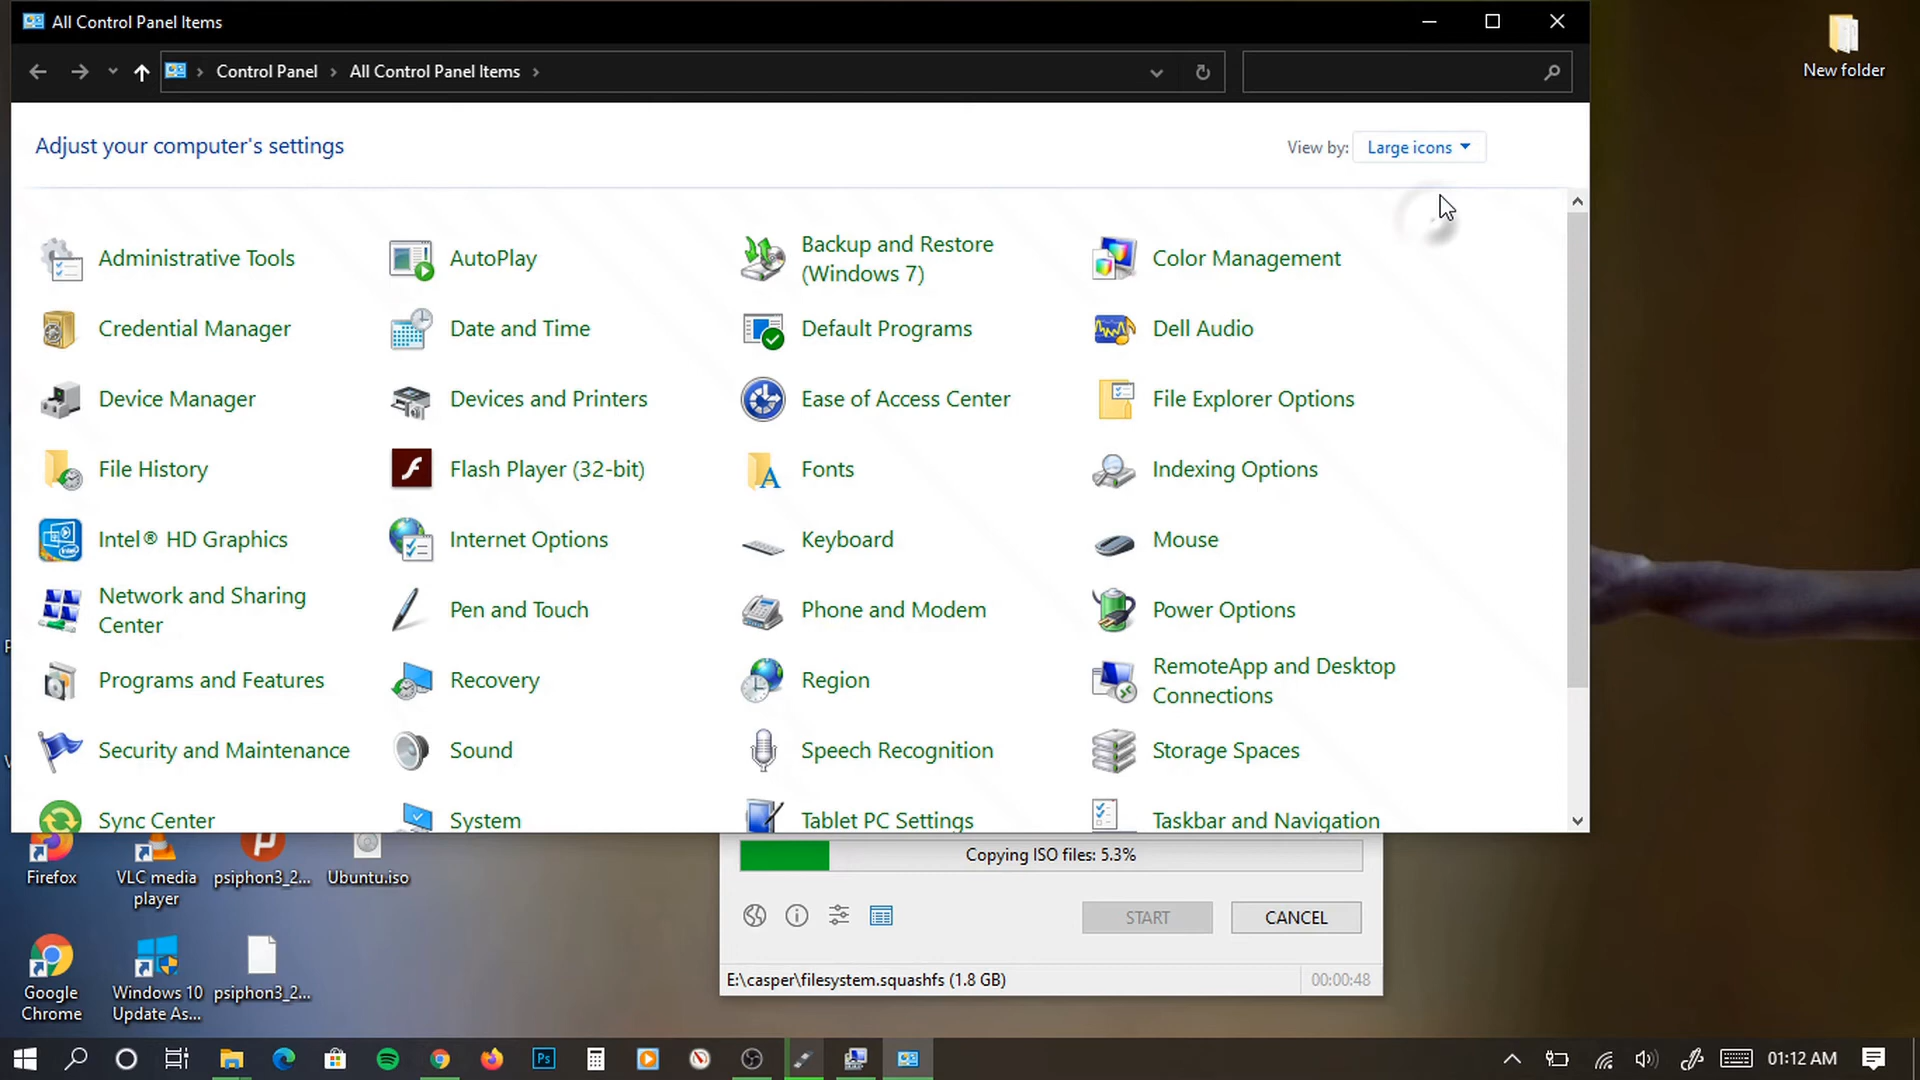 All Control Panel Items
New folder
Control Panel
All Control Panel Items
Adjust your computer's settings
View by:
Large icons
Administrative Tools
AutoPlay
Backup and Restore
(Windows 7)
Color Management
Credential Manager
Date and Time
Default Programs
Dell Audio
Device Manager
Devices and Printers
Ease of Access Center
File Explorer Options
File History
Flash Player (32-bit)
Fonts
Indexing Options
Intel® HD Graphics
Internet Options
Keyboard
Mouse
Network and Sharing
Center
Pen and Touch
Phone and Modem
Power Options
Programs and Features
Recovery
Region
RemoteApp and Desktop
Connections
Security and Maintenance
Sound
Speech Recognition
Storage Spaces
Sync Center
System
Tablet PC Settings
Taskbar and Navigation
Copying ISO files: 5.3%
Firefox
VLC media
player
psiphon3_2...
Ubuntu.iso
START
CANCEL
Google
Chrome
Windows 10
Update As...
psiphon3_2...
E:\casper\filesystem.squashfs (1.8 GB)
00:00:48
Ps
01:12 AM